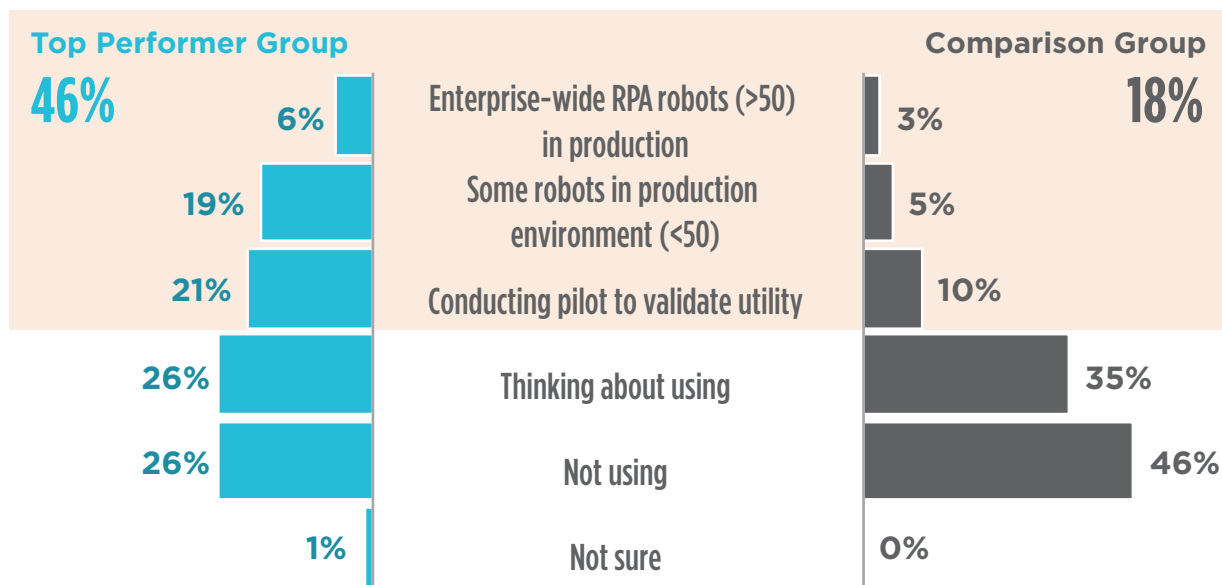 Top Performer Group
Comparison Group
46%
18%
6%
Enterprise-wide RPA robots (>50)
in production
3%
19%
Some robots in production
environment (<50)
5%
21%
Conducting pilot to validate utility
10%
26%
Thinking about using
35%
26%
Not using
46%
1%
Not sure
0%